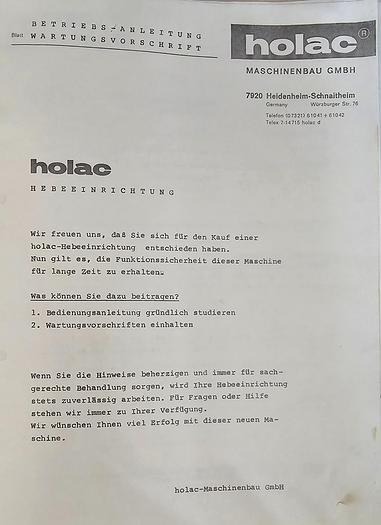 BETRIEBS-ANLEITUNG
Blatt WARTUNGSVORSCHRIFT
holac®
MASCHINENBAU GMBH
7920 Heidenheim-Schnaitheim
Germany Würzburger Str. 76
Telefon (07321) 61041 + 61042
Telex 7-14715 holac d
holac
HEBEEINRICHTUNG
Wir freuen uns, daß Sie sich für den Kauf einer
holac-Hebeeinrichtung entschieden haben.
Nun gilt es, die Funktionssicherheit dieser Maschine
für lange Zeit zu erhalten.
Was können Sie dazu beitragen?
1. Bedienungsanleitung gründlich studieren
2. Wartungsvorschriften einhalten
Wenn Sie die Hinweise beherzigen und immer für sach-
gerechte Behandlung sorgen, wird Ihre Hebeeinrichtung
stets zuverlässig arbeiten. Für Fragen oder Hilfe
stehen wir immer zu Ihrer Verfügung.
Wir wünschen Ihnen viel Erfolg mit dieser neuen Ma-
schine.
holac-Maschinenbau GmbH